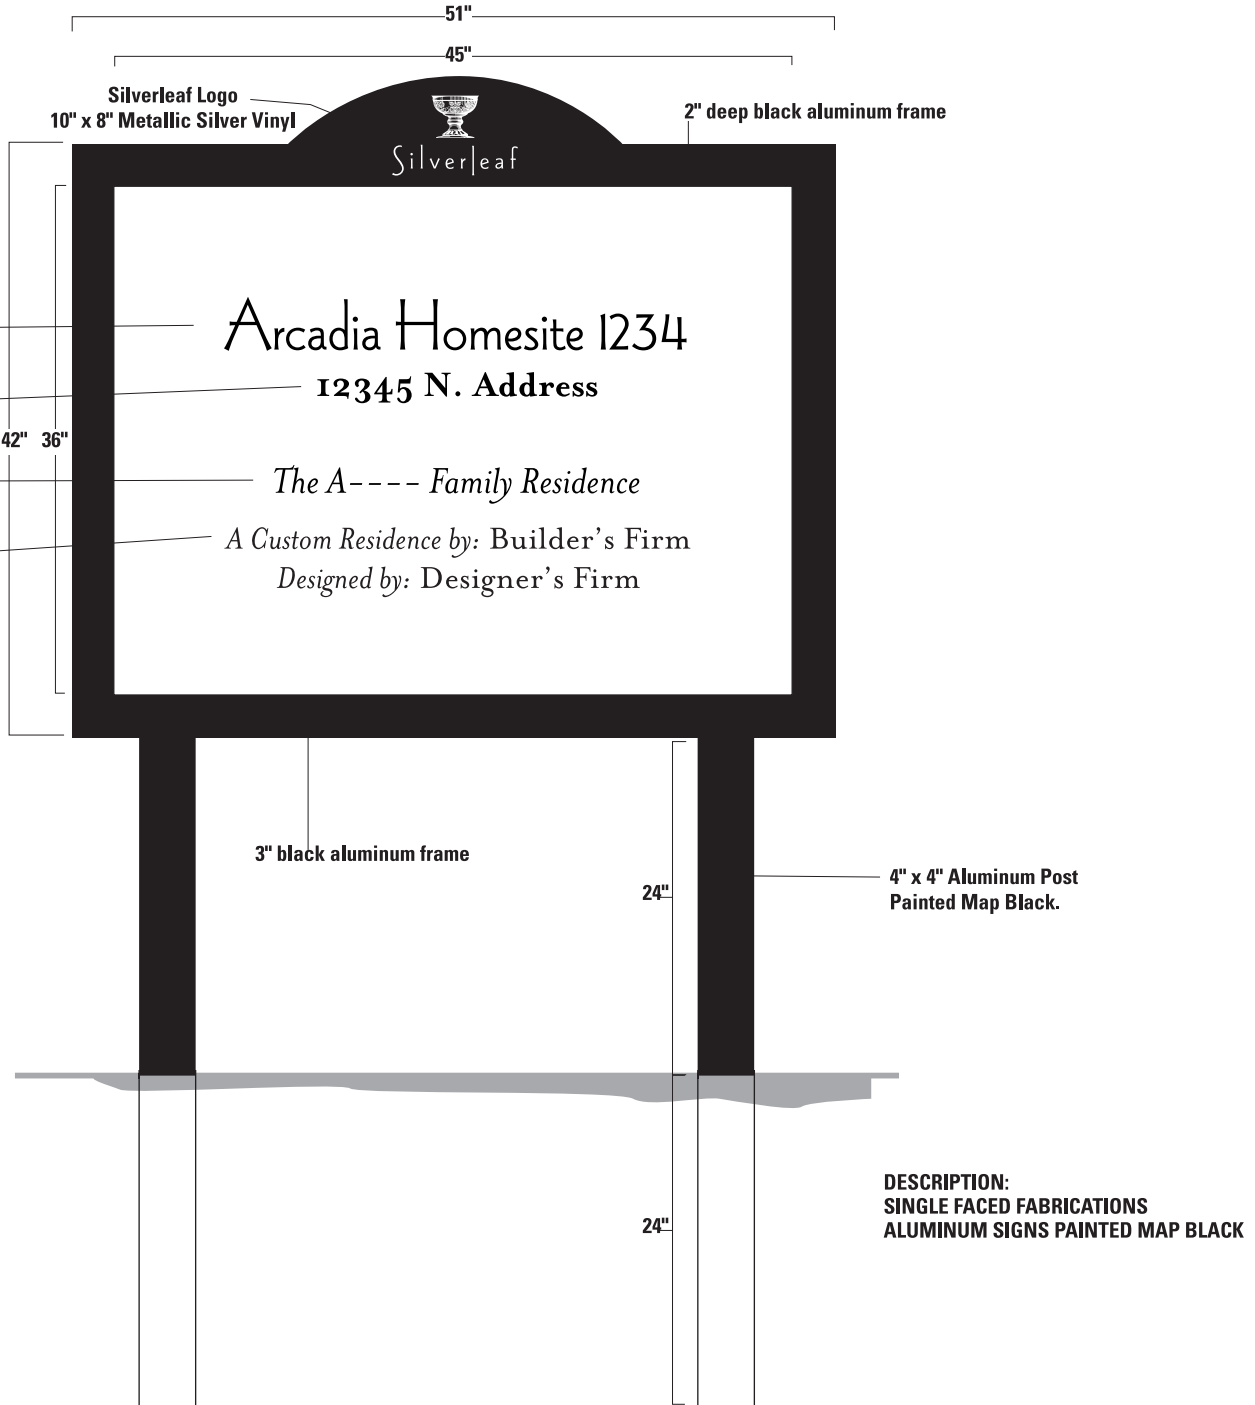 51"
45"
Silverleaf Logo
10" x 8" Metallic Silver Vinyl
2" deep black aluminum frame
Silverleaf
Arcadia Homesite 1234
12345 N. Address
42" 36"
The A---- Family Residence
A Custom Residence by: Builder's Firm
Designed by: Designer's Firm
3" black aluminum frame
24"
4" x 4" Aluminum Post
Painted Map Black.
DESCRIPTION:
SINGLE FACED FABRICATIONS
ALUMINUM SIGNS PAINTED MAP BLACK
24"